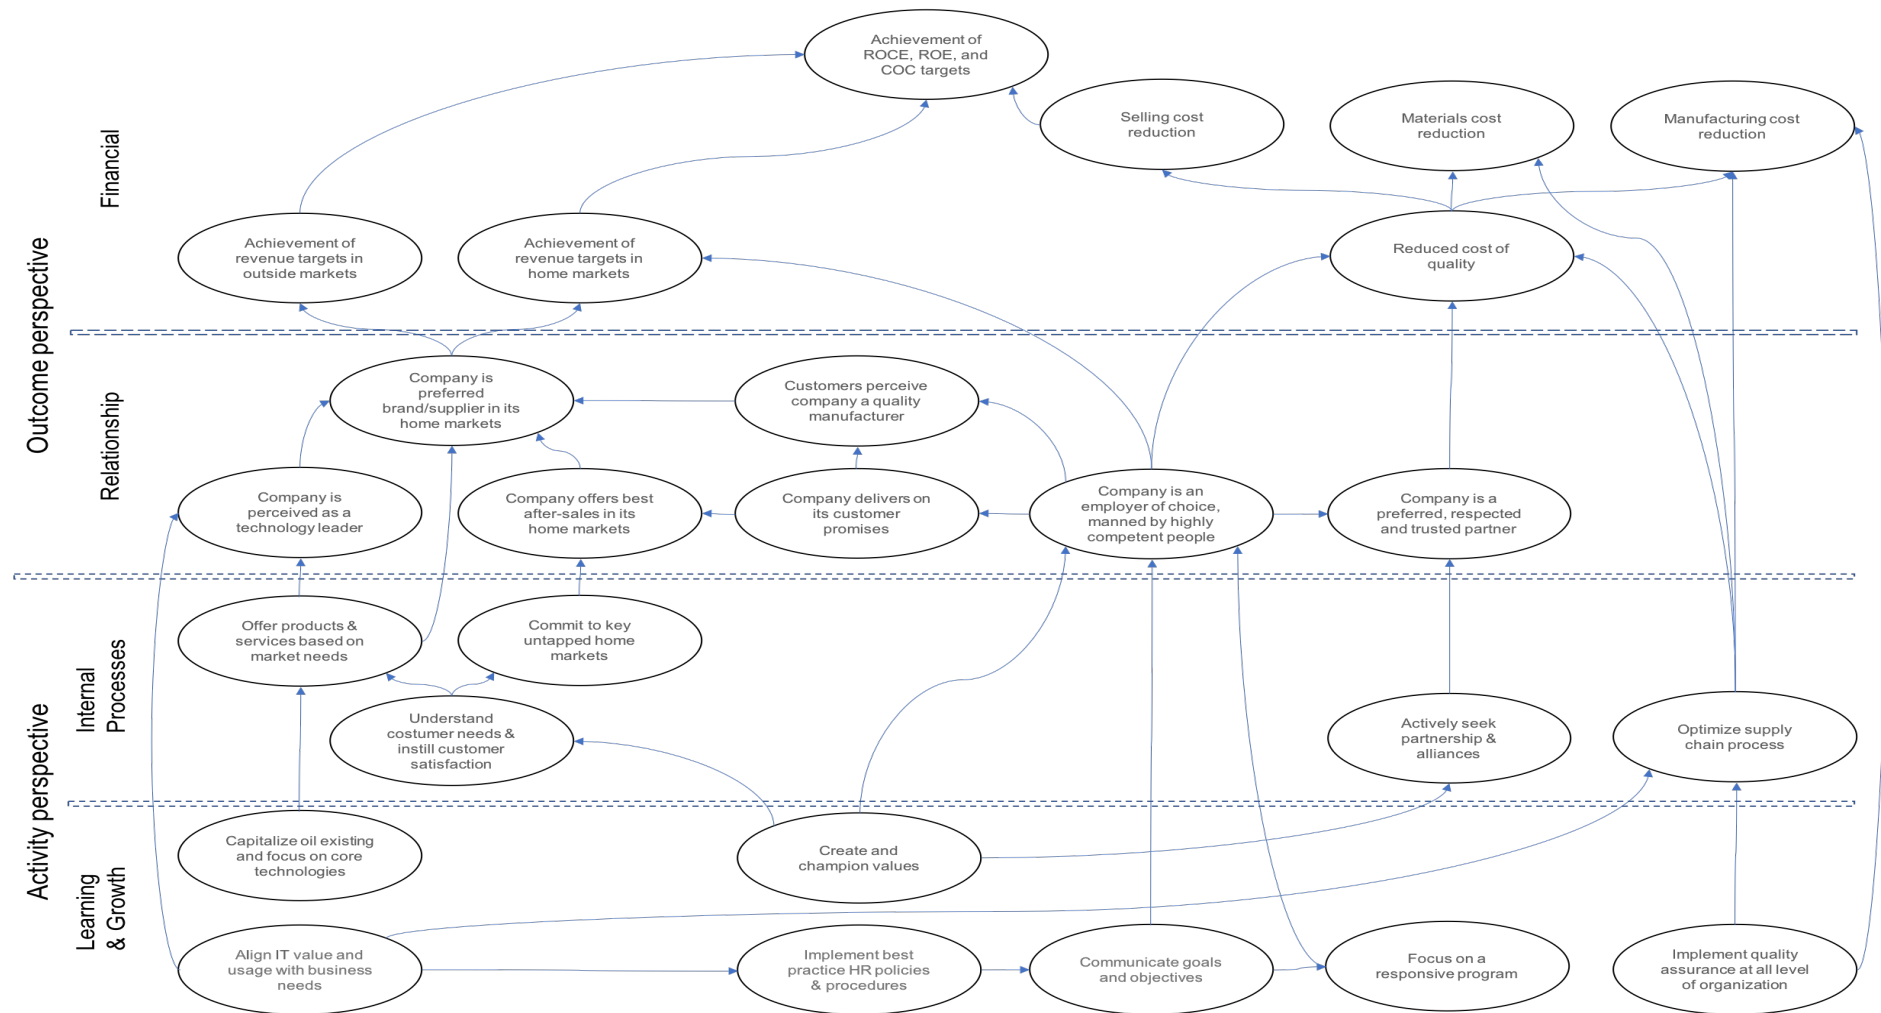 Achievement of
ROCE, ROE, and
COC targets
Selling cost
reduction
Materials cost
reduction
Manufacturing cost
reduction
Financial
Achievement of
revenue targets in
outside markets
Achievement of
revenue targets in
home markets
Reduced cost of
quality
Outcome perspective
Company is
preferred
brand/supplier in its
home markets
Customers perceive
company a quality
manufacturer
Relationship
Company is
perceived as a
technology leader
Company offers best
after-sales in its
home markets
Company delivers on
its customer
promises
Company is an
employer of choice,
manned by highly
competent people
Company is a
preferred, respected
and trusted partner
Offer products &
services based on
market needs
Commit to key
untapped home
markets
Internal
Processes
Understand
costumer needs &
instill customer
satisfaction
Actively seek
partnership &
alliances
Optimize supply
chain process
Activity perspective
Capitalize oil existing
and focus on core
technologies
Create and
champion values
Learning
& Growth
Align IT value and
usage with business
needs
Implement best
practice HR policies
& procedures
Communicate goals
and objectives
Focus on a
responsive program
Implement quality
assurance at all level
of organization